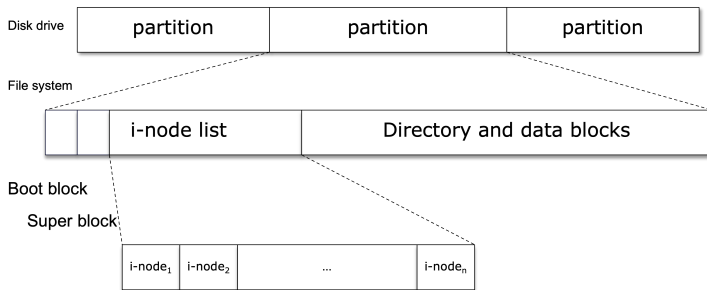 Disk drive
partition partition partition
File system
i-node list Directory and data blocks
Boot block
Super block
i-node₁ i-node₂ ... i-nodeₙ